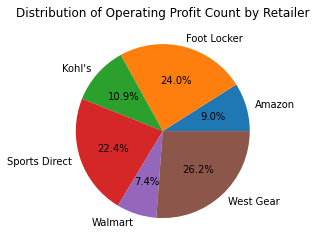 Distribution of Operating Profit Count by Retailer
Foot Locker
24.0%
Kohl's
10.9%
Amazon
9.0%
Sports Direct
22.4%
Walmart
7.4%
West Gear
26.2%